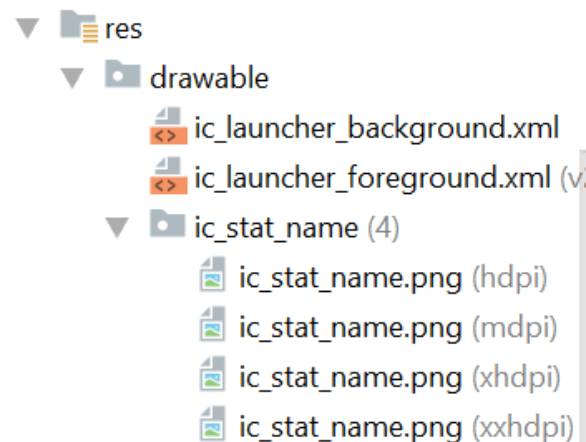 res
drawable
ic_launcher_background.xml
ic_launcher_foreground.xml (v
ic_stat_name (4)
ic_stat_name.png (hdpi)
ic_stat_name.png (mdpi)
ic_stat_name.png (xhdpi)
ic_stat_name.png (xxhdpi)